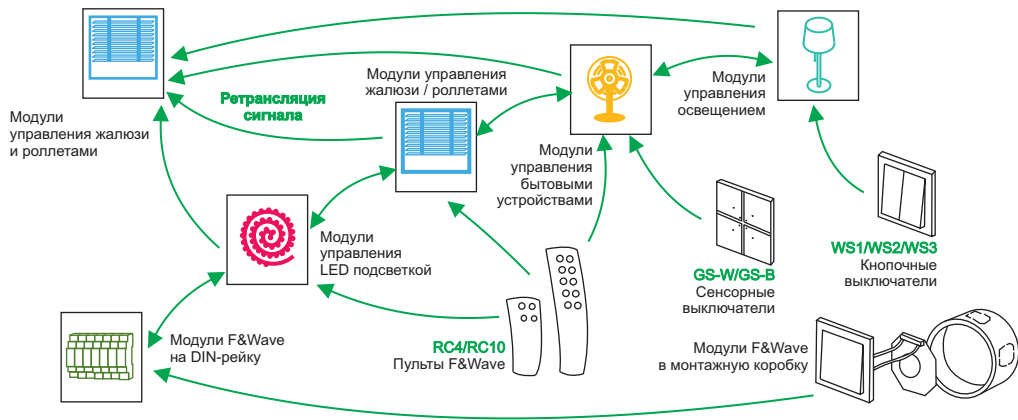 Модули
управления жалюзи
и роллетами
Ретрансляция
сигнала
Модули управления
жалюзи / роллетами
Модули
управления
бытовыми
устройствами
Модули
управления
освещением
Модули
управления
LED подсветкой
GS-W/GS-B
Сенсорные
выключатели
WS1/WS2/WS3
Кнопочные
выключатели
Модули F&Wave
на DIN-рейку
RC4/RC10
Пульты F&Wave
Модули F&Wave
в монтажную коробку